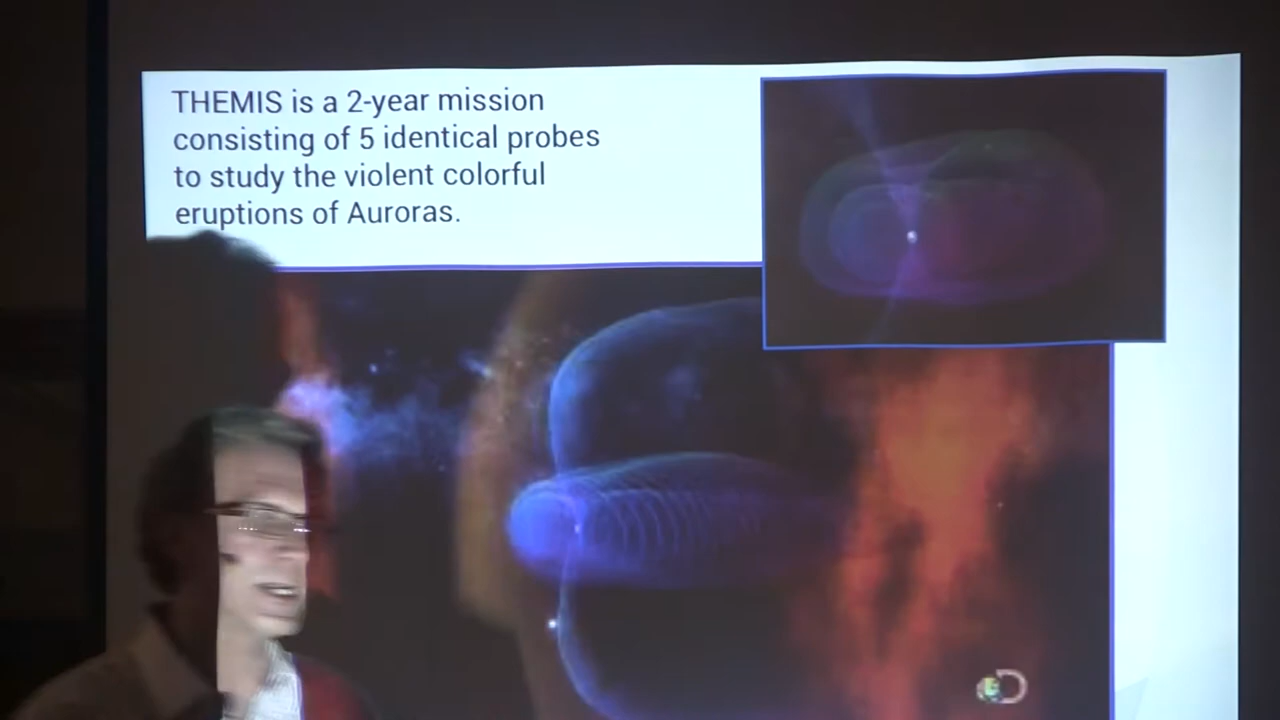 THEMIS is a 2-year mission
consisting of 5 identical probes
to study the violent colorful
eruptions of Auroras.